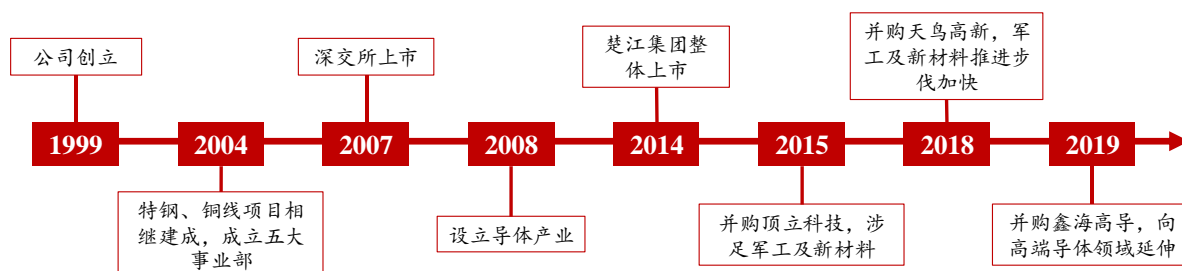 公司创立
深交所上市
楚江集团整
体上市
并购天鸟高新，军
工及新材料推进步
伐加快
1999
2004
2007
2008
2014
2015
2018
2019
特钢、铜线项目相
继建成，成立五大
事业部
设立导体产业
并购顶立科技，涉
足军工及新材料
并购鑫海高导，向
高端导体领域延伸